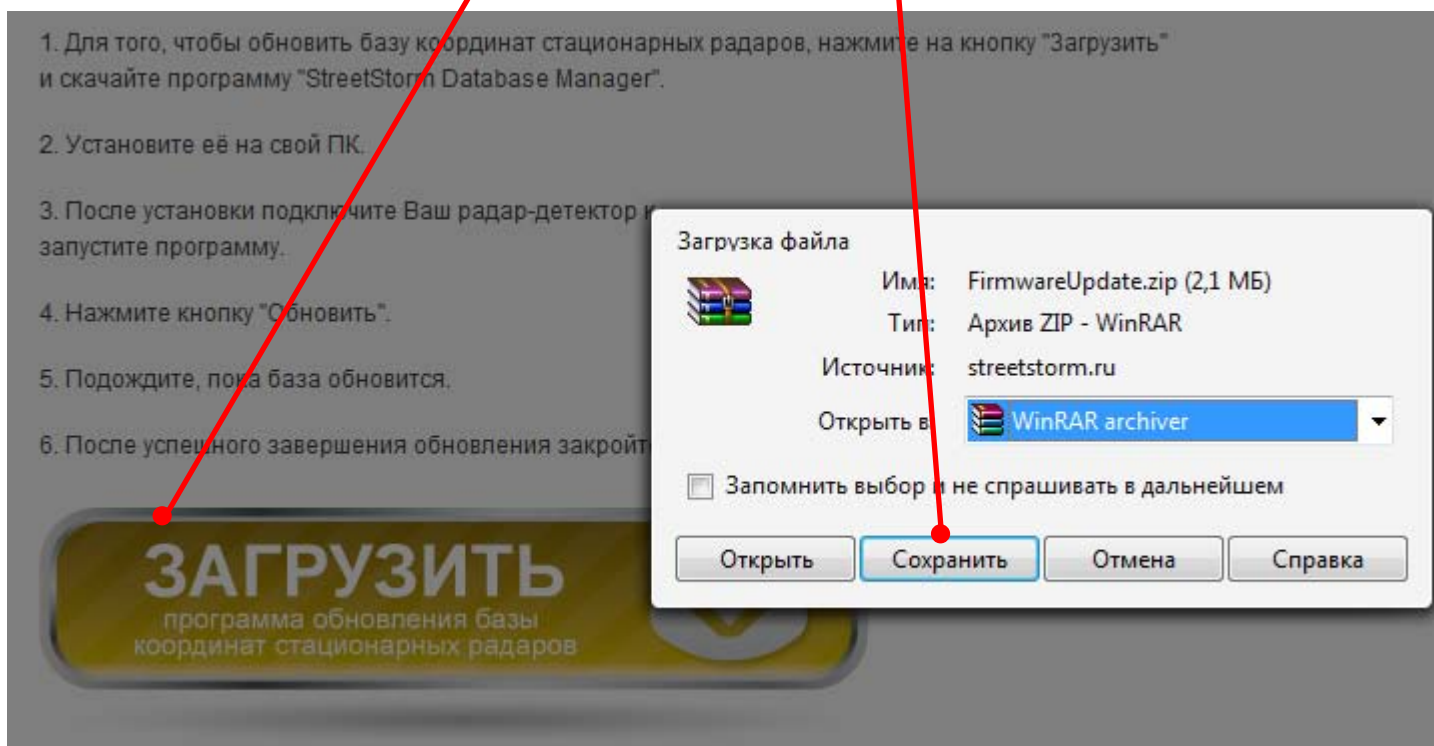 1. Для того, чтобы обновить базу координат стационарных радаров, нажмите на кнопку "Загрузить"
и скачайте программу "StreetStorm Database Manager".
2. Установите её на свой ПК.
3. После установки подключите Ваш радар-детектор к
запустите программу.
4. Нажмите кнопку "Обновить".
5. Подождите, пока база обновится.
6. После успешного завершения обновления закройт
ЗАГРУЗИТЬ
программа обновления базы
координат стационарных радаров
Загрузка файла
Имя: FirmwareUpdate.zip (2,1 МБ)
Тип: Архив ZIP - WinRAR
Источник: streetstorm.ru
Открыть в: WinRAR archiver
Запомнить выбор и не спрашивать в дальнейшем
Открыть Сохранить Отмена Справка